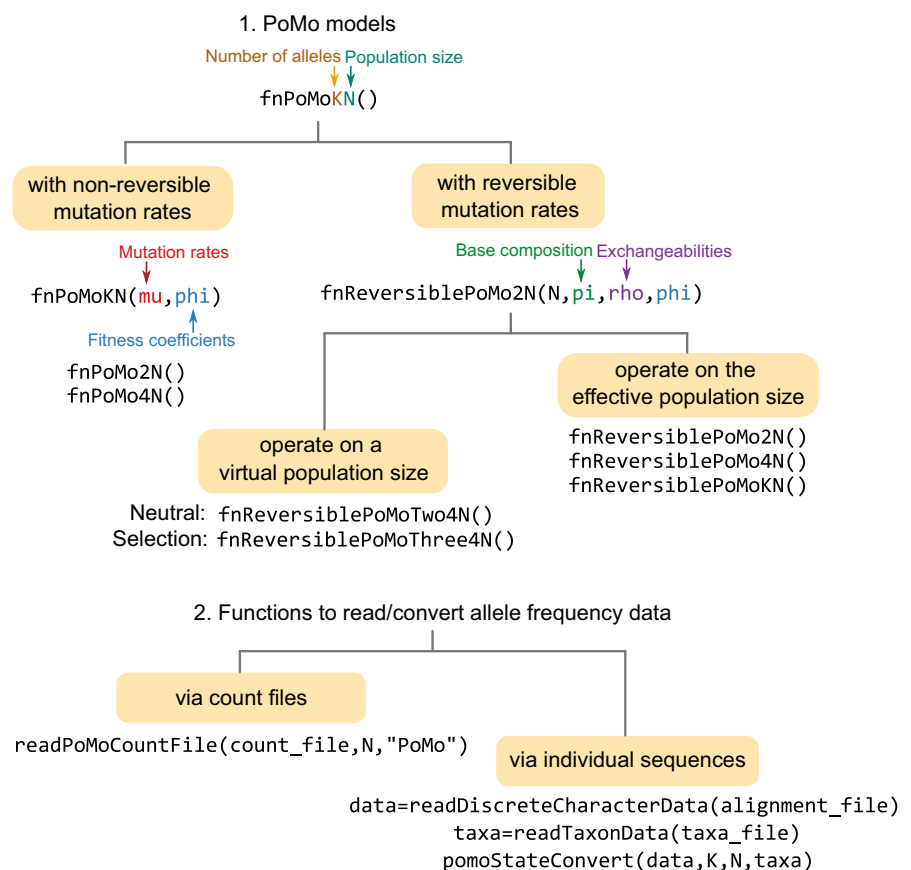 1. PoMo models
Number of alleles Population size
fnPoMoKN()
with non-reversible
mutation rates
with reversible
mutation rates
Mutation rates
fnPoMoKN(mu,phi)
Fitness coefficients
fnPoMo2N()
fnPoMo4N()
Base composition Exchangeabilities
fnReversiblePoMo2N(N,pi,rho,phi)
operate on a
virtual population size
Neutral: fnReversiblePoMoTwo4N()
Selection: fnReversiblePoMoThree4N()
operate on the
effective population size
fnReversiblePoMo2N()
fnReversiblePoMo4N()
fnReversiblePoMoKN()
2. Functions to read/convert allele frequency data
via count files
readPoMoCountFile(count_file,N,"PoMo")
via individual sequences
data=readDiscreteCharacterData(alignment_file)
taxa=readTaxonData(taxa_file)
pomoStateConvert(data,K,N,taxa)